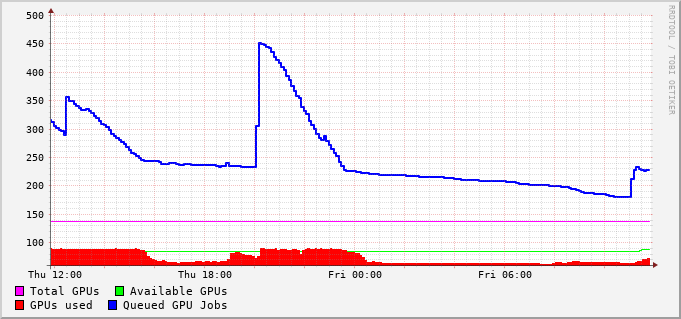 500
450
400
350
300
250
200
150
100
Thu 12:00 Thu 18:00 Fri 00:00 Fri 06:00
Total GPUs Available GPUs
GPUs used Queued GPU Jobs
RRDTOOL / TOBI OETIKER